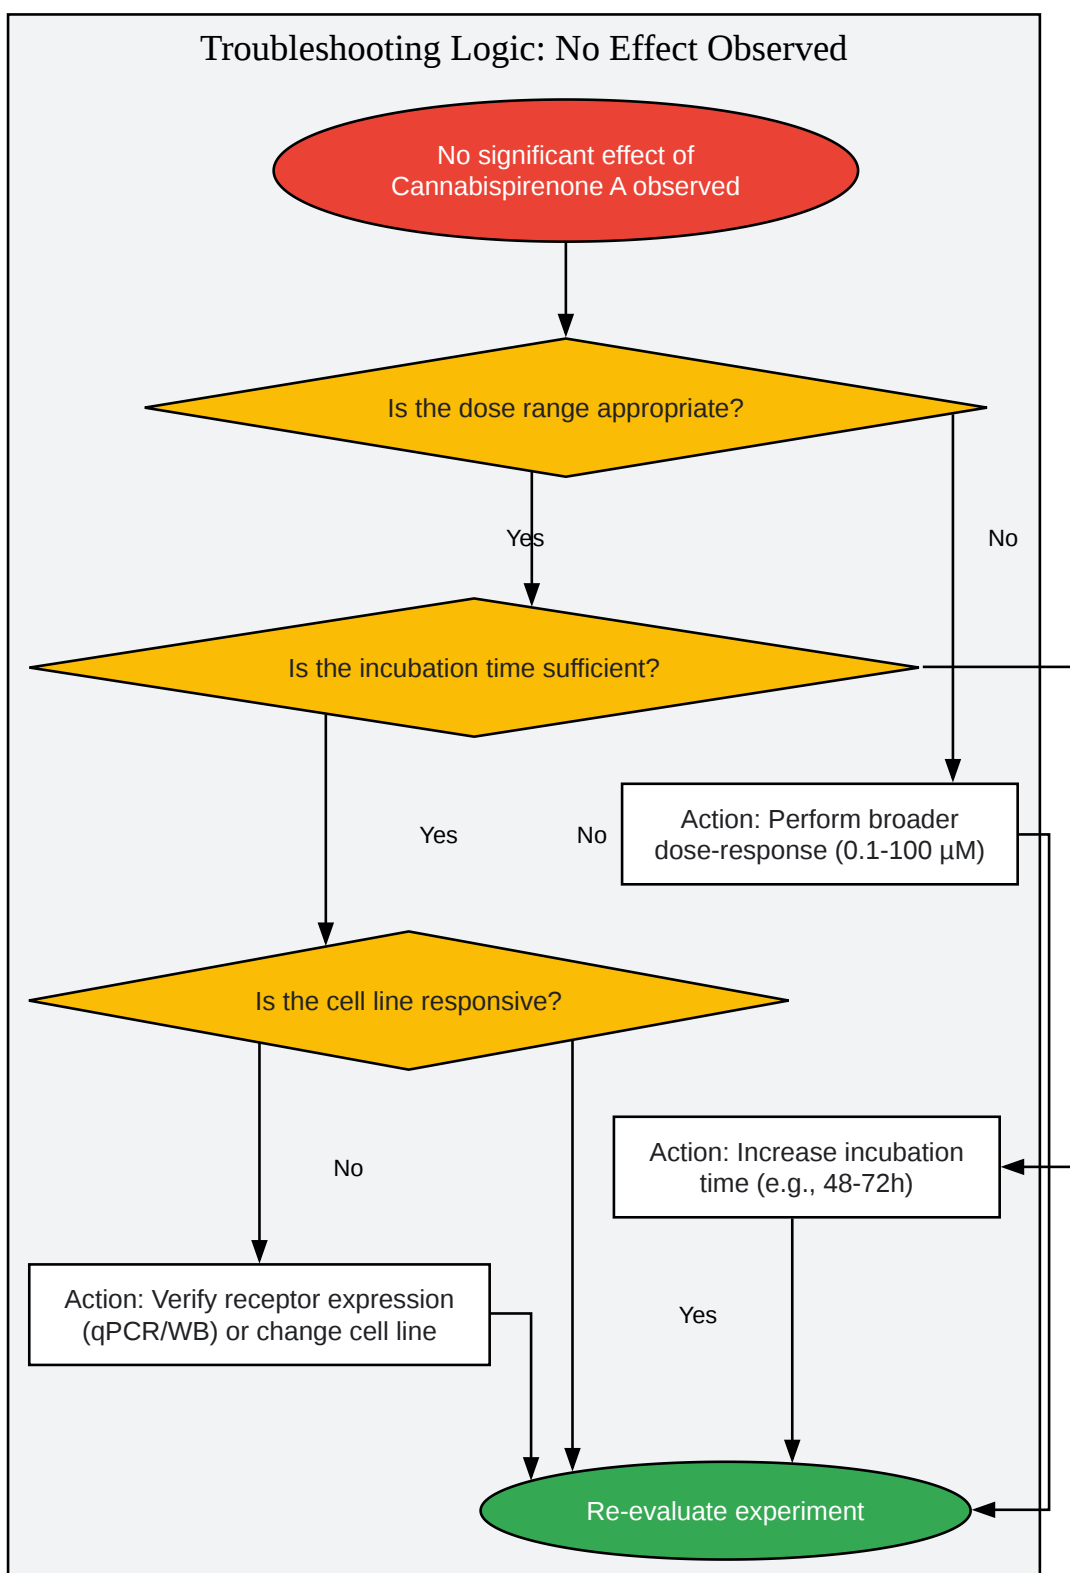 Troubleshooting Logic: No Effect Observed
No significant effect of
Cannabispirenone A observed
Is the dose range appropriate?
Yes
No
Is the incubation time sufficient?
Action: Perform broader
dose-response (0.1-100 µM)
Yes
No
Is the cell line responsive?
Action: Increase incubation
time (e.g., 48-72h)
No
Action: Verify receptor expression
(qPCR/WB) or change cell line
Yes
Re-evaluate experiment